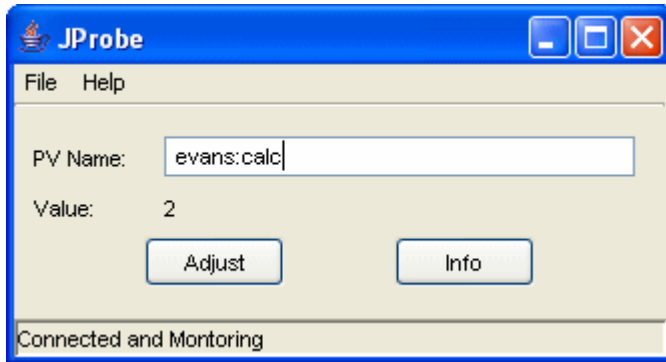 JProbe
File Help
PV Name: evans:calc
Value: 2
Adjust Info
Connected and Montoring